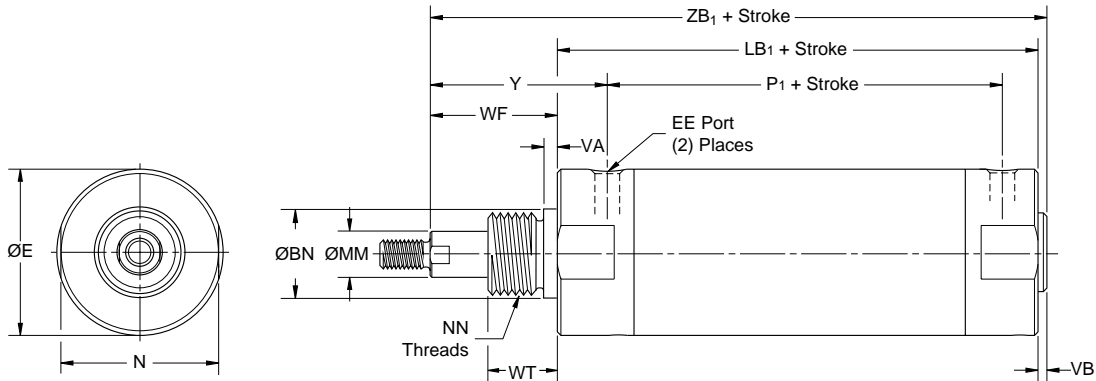 ZB1 + Stroke
LB1 + Stroke
Y
P1 + Stroke
WF
EE Port
(2) Places
VA
ØE
ØBN
ØMM
NN
Threads
N
WT
VB